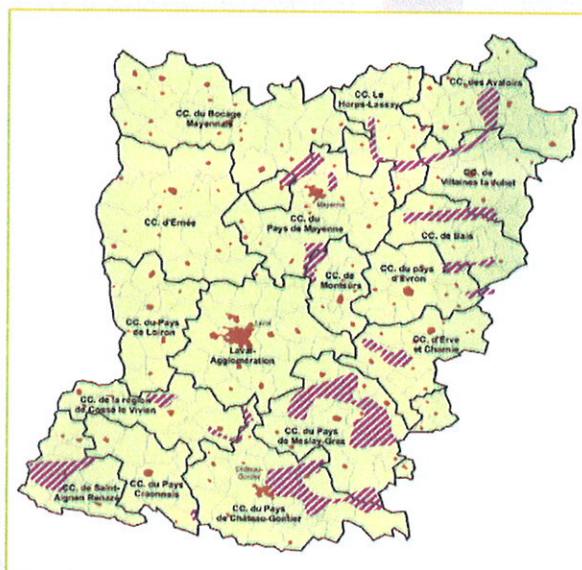 CC. des Avaloirs
CC. Le
Horps-Lassay
CC. du Bocage
Mayennais
CC. de
Villaines la Juhel
Mayenne
CC. d'Ernée
CC. du
Pays de Mayenne
CC. de Bais
CC. de
Montsûrs
CC. du pays
d'Evron
CC. du Pays
de Loiron
Laval
Laval-
Agglomération
CC. d'Erve
et Charnie
CC. de la région
de Cossé le Vivien
CC. du Pays
de Meslay-Grez
Château-
Gontier
CC. de Saint-
Aignan Renazé
CC. du Pays
Craonnais
CC. du Pays
de Château-Gontier